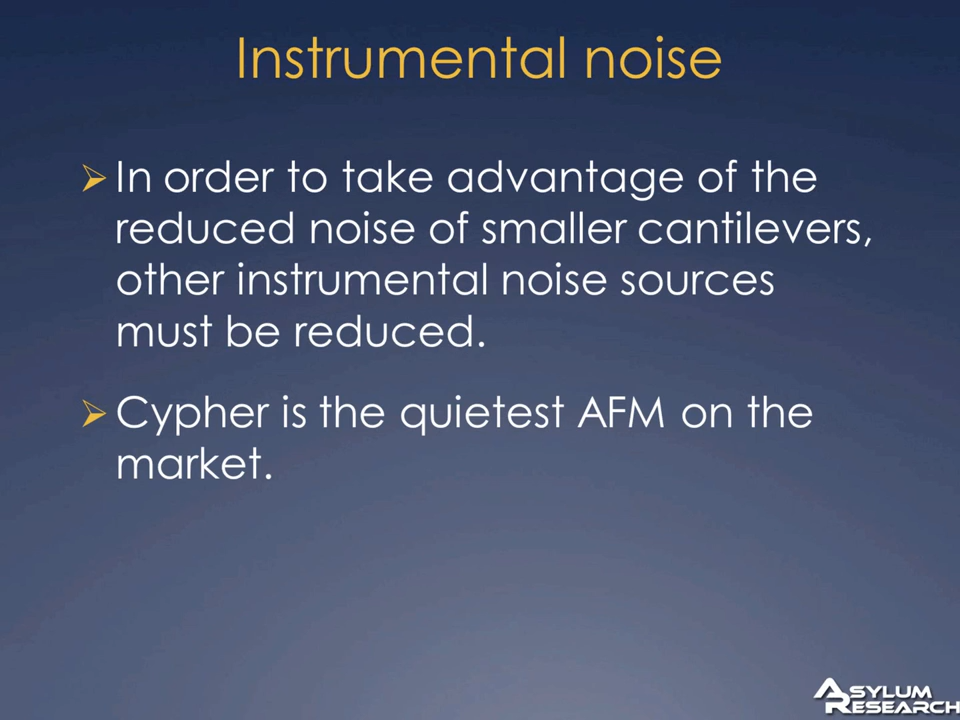 Instrumental noise
In order to take advantage of the
reduced noise of smaller cantilevers,
other instrumental noise sources
must be reduced.
Cypher is the quietest AFM on the
market.
ASYLUM
RESEARCH